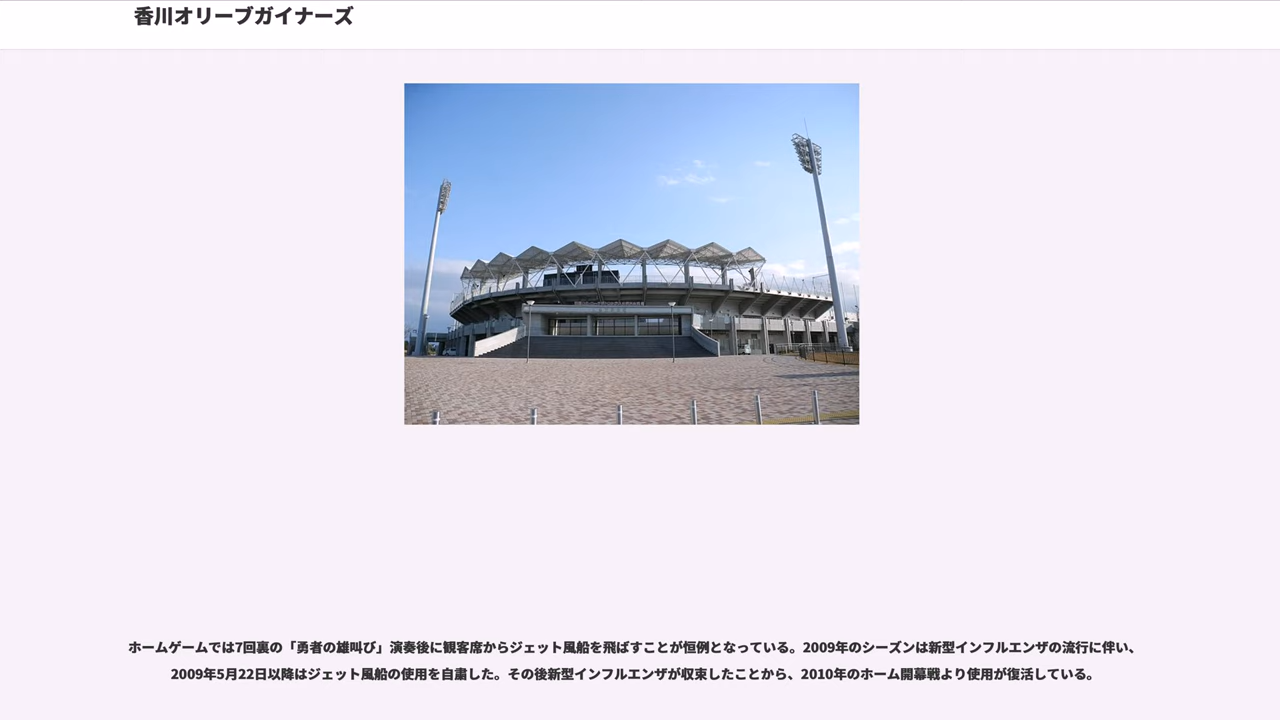 香川オリーブガイナーズ
ホームゲームでは7回裏の「勇者の雄叫び」演奏後に観客席からジェット風船を飛ばすことが恒例となっている。2009年のシーズンは新型インフルエンザの流行に伴い、
2009年5月22日以降はジェット風船の使用を自粛した。その後新型インフルエンザが収束したことから、2010年のホーム開幕戦より使用が復活している。